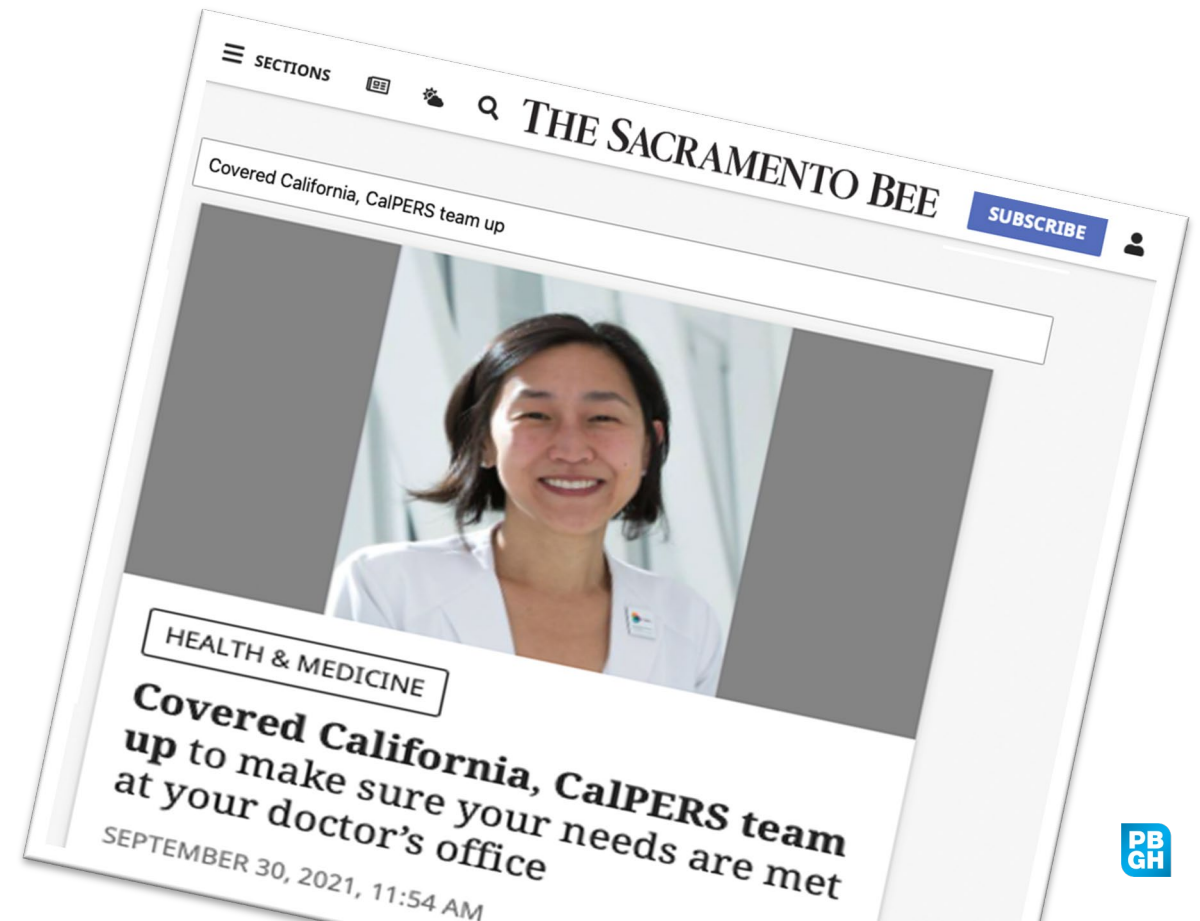 SECTIONS
THE SACRAMENTO BEE
SUBSCRIBE
Covered California, CalPERS team up
HEALTH & MEDICINE
Covered California, CalPERS team
up to make sure your needs are met
at your doctor’s office
SEPTEMBER 30, 2021, 11:54 AM
PB
GH